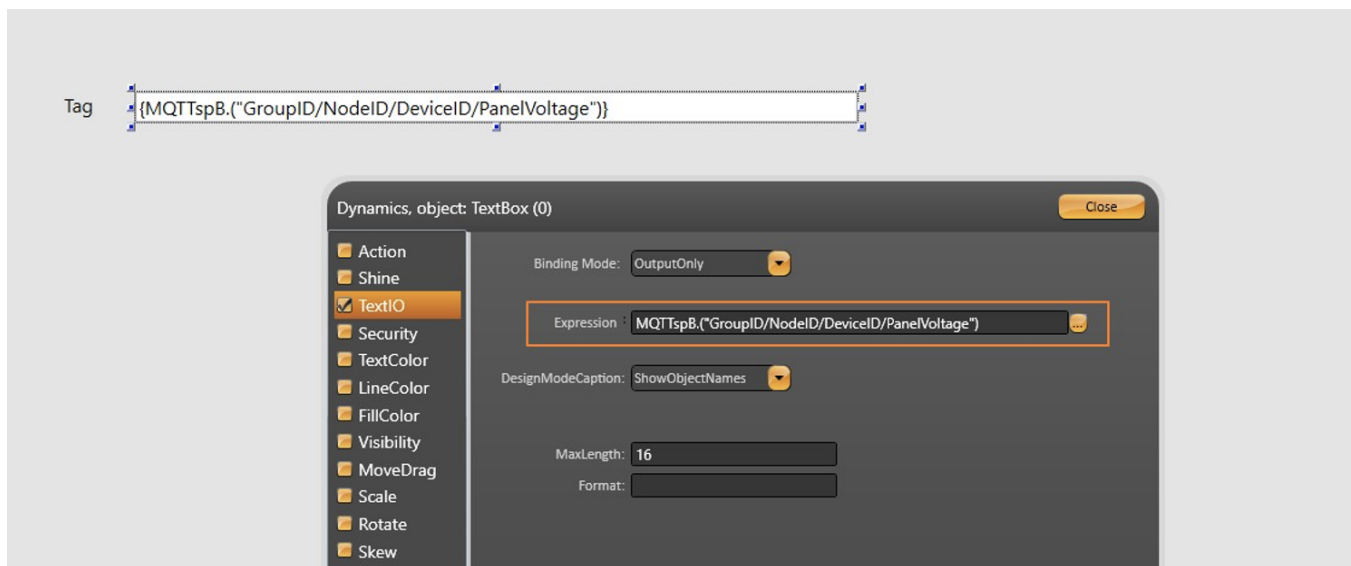 Tag {MQTTspB.("GroupID/NodeID/DeviceID/PanelVoltage")}
Dynamics, object: TextBox (0)
Close
Action
Shine
TextIO
Security
TextColor
LineColor
FillColor
Visibility
MoveDrag
Scale
Rotate
Skew
Binding Mode: OutputOnly
Expression : MQTTspB.("GroupID/NodeID/DeviceID/PanelVoltage") ...
DesignModeCaption: ShowObjectNames
MaxLength: 16
Format: